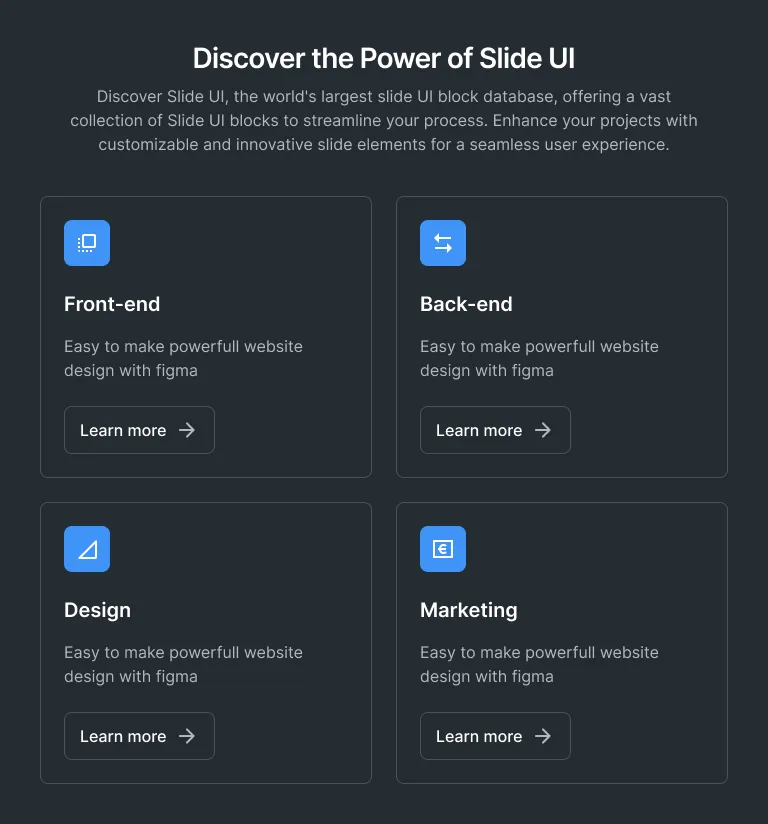 Discover the Power of Slide UI
Discover Slide UI, the world's largest slide UI block database, offering a vast
collection of Slide UI blocks to streamline your process. Enhance your projects with
customizable and innovative slide elements for a seamless user experience.
Front-end
Easy to make powerfull website
design with figma
Learn more
Back-end
Easy to make powerfull website
design with figma
Learn more
Design
Easy to make powerfull website
design with figma
Learn more
Marketing
Easy to make powerfull website
design with figma
Learn more